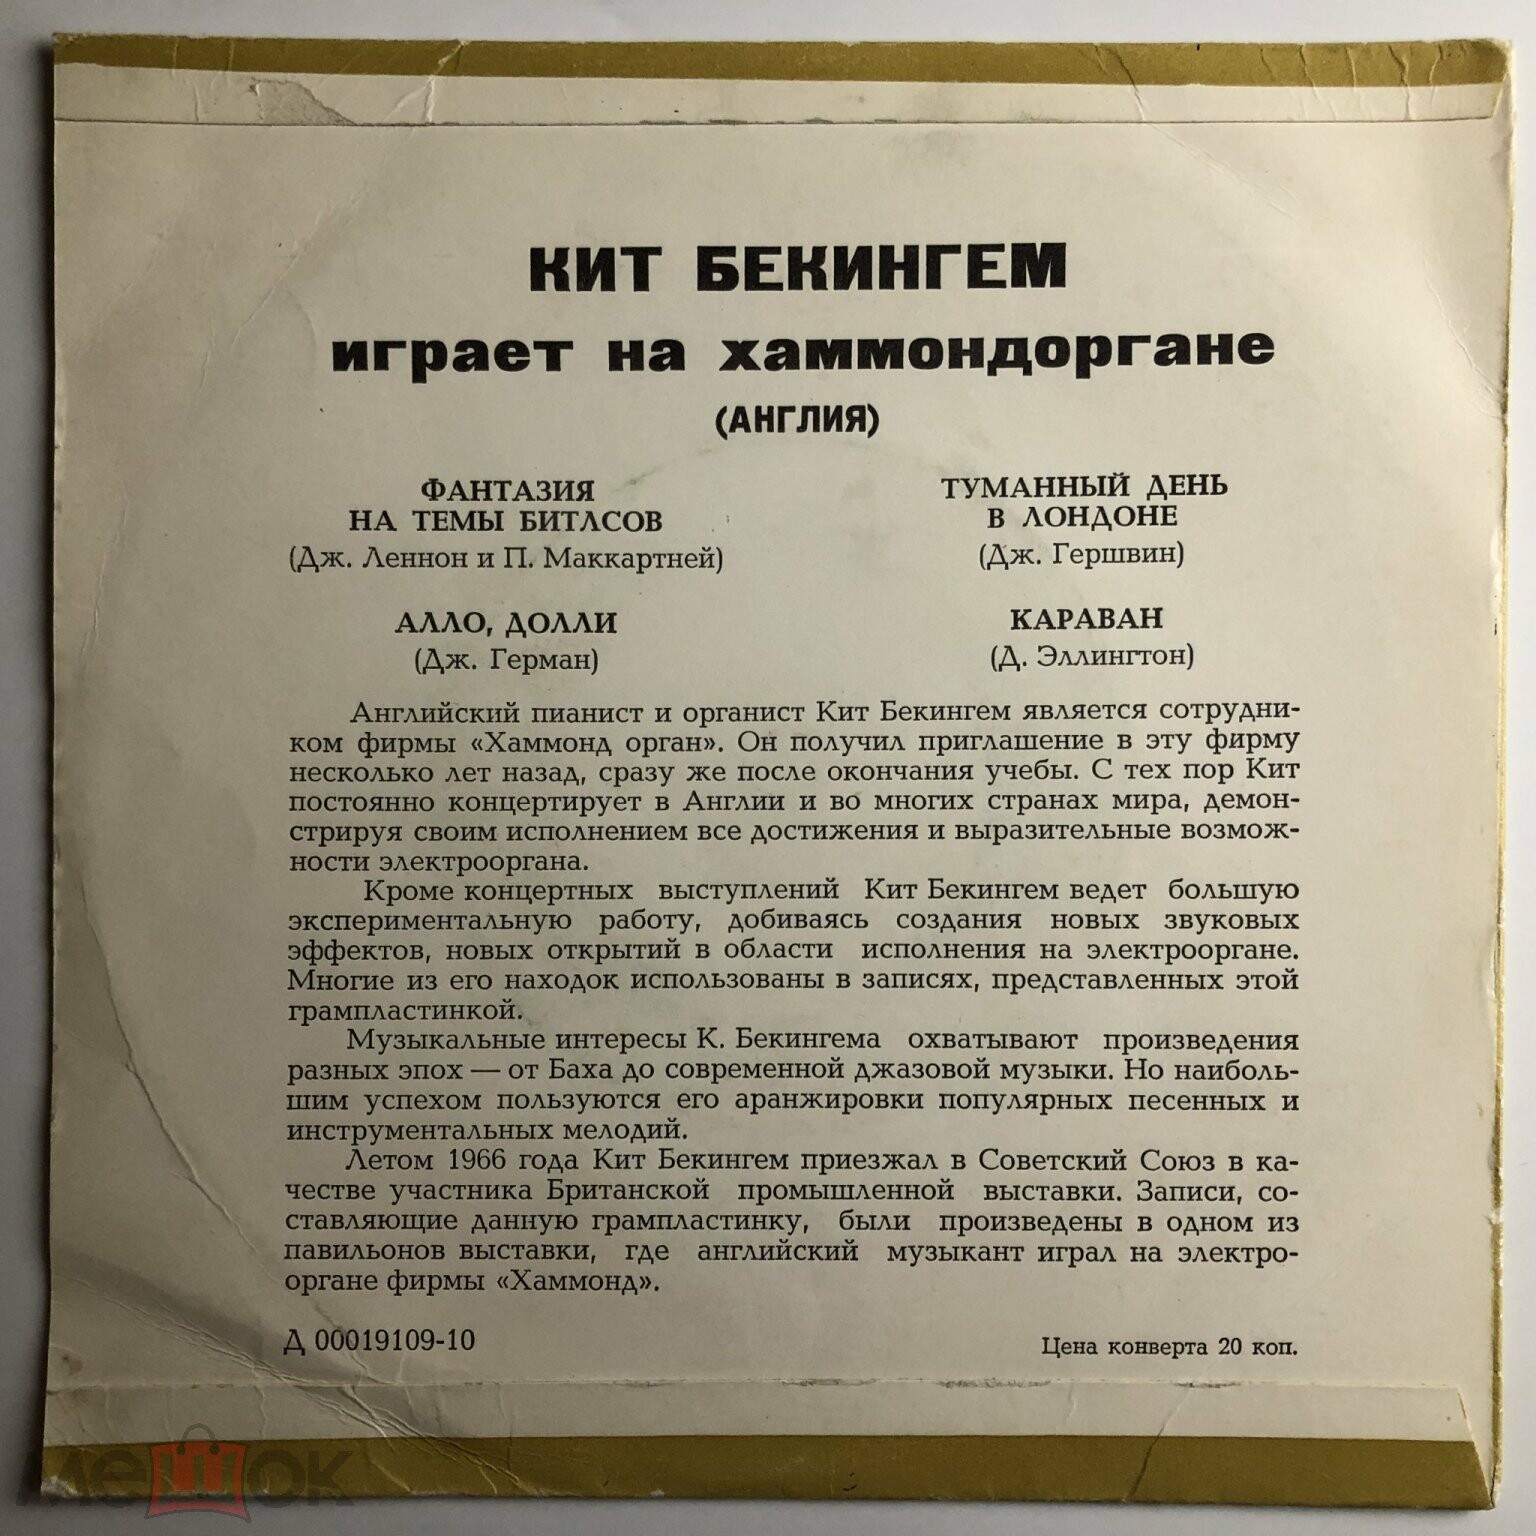 КИТ БЕКИНГЕМ
играет на хаммондоргане
(АНГЛИЯ)
ФАНТАЗИЯ
НА ТЕМЫ БИТЛСОВ
(Дж. Леннон и П. Маккартней)
АЛЛО, ДОЛЛИ
(Дж. Герман)
ТУМАННЫЙ ДЕНЬ
В ЛОНДОНЕ
(Дж. Гершвин)
КАРАВАН
(Д. Эллингтон)
Английский пианист и органист Кит Бекингем является сотрудни-
ком фирмы «Хаммонд орган». Он получил приглашение в эту фирму
несколько лет назад, сразу же после окончания учебы. С тех пор Кит
постоянно концертирует в Англии и во многих странах мира, демон-
стрируя своим исполнением все достижения и выразительные возмож-
ности электрооргана.
Кроме концертных выступлений Кит Бекингем ведет большую
экспериментальную работу, добиваясь создания новых звуковых
эффектов, новых открытий в области исполнения на электрооргане.
Многие из его находок использованы в записях, представленных этой
грампластинкой.
Музыкальные интересы К. Бекингема охватывают произведения
разных эпох — от Баха до современной джазовой музыки. Но наиболь-
шим успехом пользуются его аранжировки популярных песенных и
инструментальных мелодий.
Летом 1966 года Кит Бекингем приезжал в Советский Союз в ка-
честве участника Британской промышленной выставки. Записи, со-
ставляющие данную грампластинку, были произведены в одном из
павильонов выставки, где английский музыкант играл на электро-
органе фирмы «Хаммонд».
Д 00019109-10
Цена конверта 20 коп.
мешок